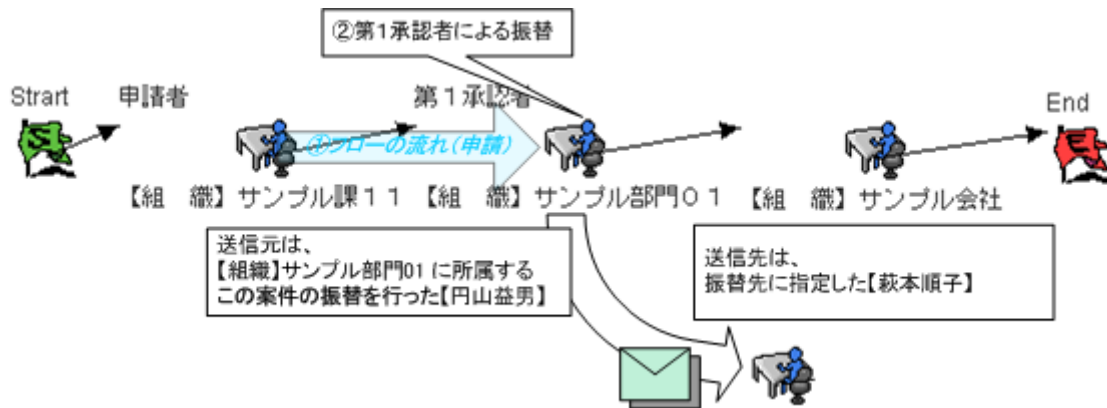 ②第1承認者による振替
Strart
申請者
第1承認者
End
①フローの流れ（申請）
【組　織】サンプル課11
【組　織】サンプル部門01
【組　織】サンプル会社
送信元は、
【組織】サンプル部門01 に所属する
この案件の振替を行った【円山益男】
送信先は、
振替先に指定した【萩本順子】